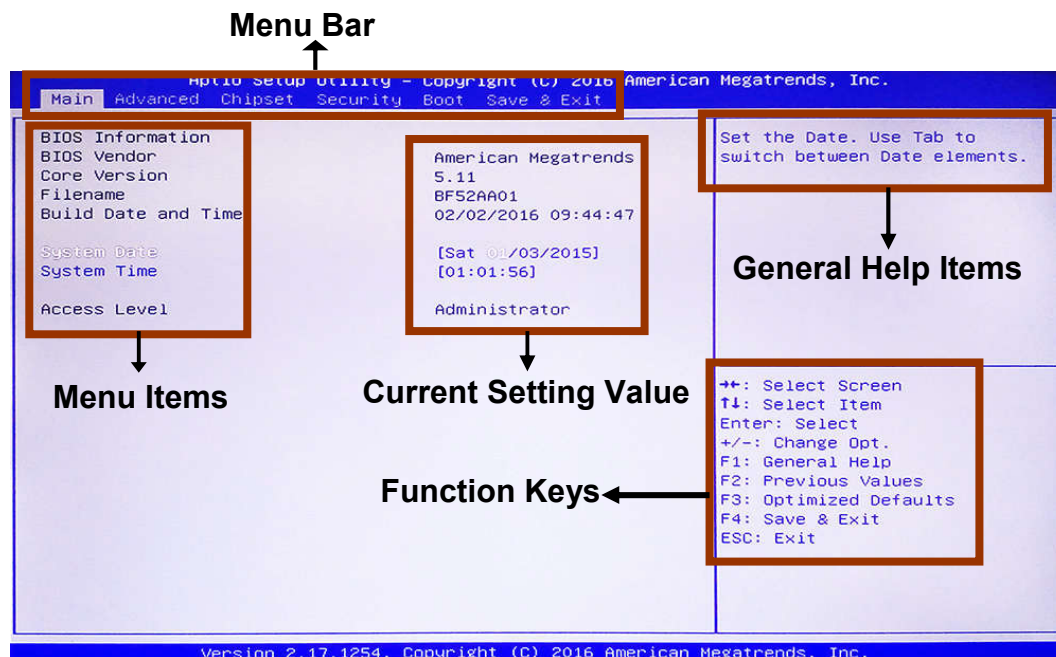 Menu Bar
Aptio Setup Utility – Copyright (C) 2016 American Megatrends, Inc.
Main Advanced Chipset Security Boot Save & Exit
BIOS Information
BIOS Vendor American Megatrends
Core Version 5.11
Filename BF52AA01
Build Date and Time 02/02/2016 09:44:47
System Date [Sat 01/03/2015]
System Time [01:01:56]
Access Level Administrator
Set the Date. Use Tab to
switch between Date elements.
General Help Items
Menu Items
Current Setting Value
→←: Select Screen
↑↓: Select Item
Enter: Select
+/-: Change Opt.
F1: General Help
F2: Previous Values
F3: Optimized Defaults
F4: Save & Exit
ESC: Exit
Function Keys
Version 2.17.1254. Copyright (C) 2016 American Megatrends, Inc.